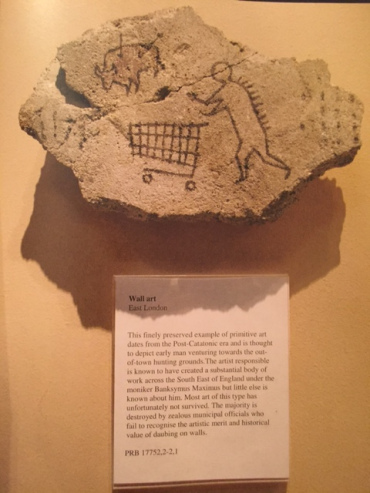 Wall art
East London
This finely preserved example of primitive art
dates from the Post-Catatonic era and is thought
to depict early man venturing towards the out-
of-town hunting grounds.The artist responsible
is known to have created a substantial body of
work across the South East of England under the
moniker Banksymus Maximus but little else is
known about him. Most art of this type has
unfortunately not survived. The majority is
destroyed by zealous municipal officials who
fail to recognise the artistic merit and historical
value of daubing on walls.
PRB 17752,2-2,1